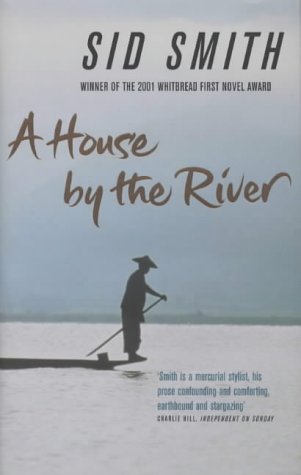 SID SMITH
WINNER OF THE 2001 WHITBREAD FIRST NOVEL AWARD
A House
by the River
'Smith is a mercurial stylist, his
prose confounding and comforting,
earthbound and stargazing'
CHARLIE HILL, INDEPENDENT ON SUNDAY